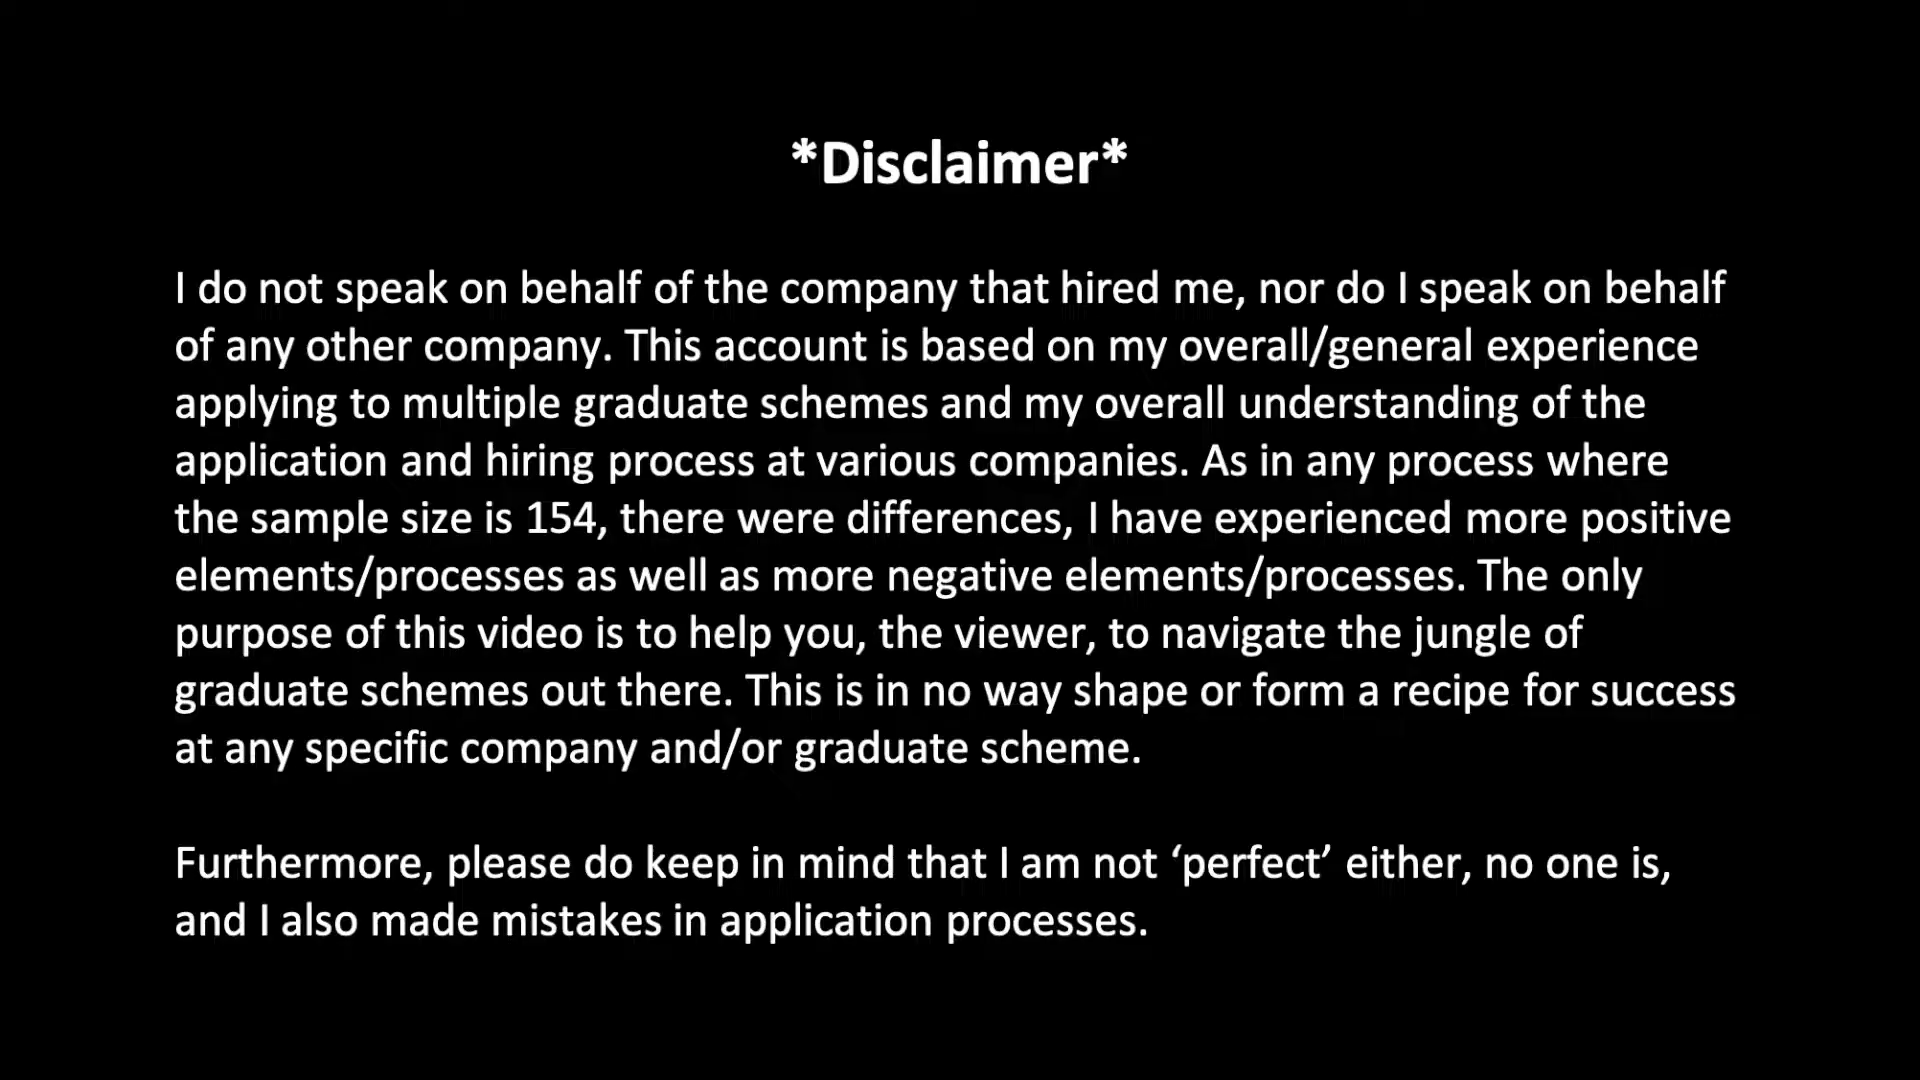 *Disclaimer*
I do not speak on behalf of the company that hired me, nor do I speak on behalf
of any other company. This account is based on my overall/general experience
applying to multiple graduate schemes and my overall understanding of the
application and hiring process at various companies. As in any process where
the sample size is 154, there were differences, I have experienced more positive
elements/processes as well as more negative elements/processes. The only
purpose of this video is to help you, the viewer, to navigate the jungle of
graduate schemes out there. This is in no way shape or form a recipe for success
at any specific company and/or graduate scheme.
Furthermore, please do keep in mind that I am not ‘perfect’ either, no one is,
and I also made mistakes in application processes.